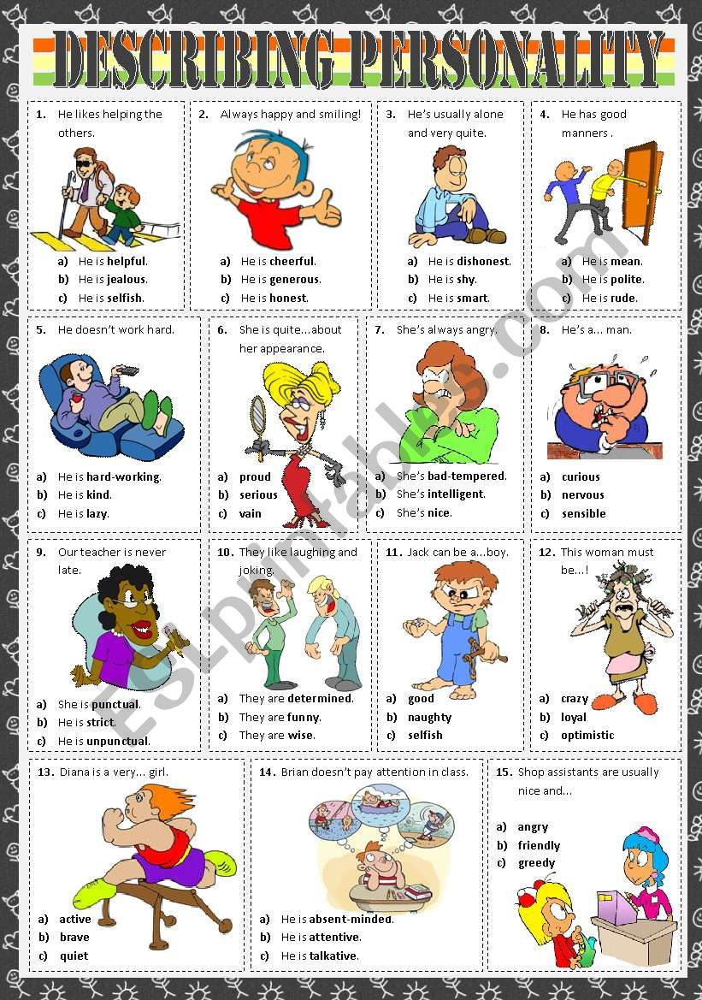 DESCRIBING PERSONALITY
1. He likes helping the
others.
a) He is helpful.
b) He is jealous.
c) He is selfish.
2. Always happy and smiling!
a) He is cheerful.
b) He is generous.
c) He is honest.
3. He's usually alone
and very quite.
a) He is dishonest.
b) He is shy.
c) He is smart.
4. He has good
manners .
a) He is mean.
b) He is polite.
c) He is rude.
5. He doesn't work hard.
a) He is hard-working.
b) He is kind.
c) He is lazy.
6. She is quite...about
her appearance.
a) proud
b) serious
c) vain
7. She's always angry.
a) She's bad-tempered.
b) She's intelligent.
c) She's nice.
8. He's a... man.
a) curious
b) nervous
c) sensible
9. Our teacher is never
late.
a) She is punctual.
b) He is strict.
c) He is unpunctual.
10. They like laughing and
joking.
a) They are determined.
b) They are funny.
c) They are wise.
11. Jack can be a...boy.
a) good
b) naughty
c) selfish
12. This woman must
be...!
a) crazy
b) loyal
c) optimistic
13. Diana is a very... girl.
a) active
b) brave
c) quiet
14. Brian doesn't pay attention in class.
a) He is absent-minded.
b) He is attentive.
c) He is talkative.
15. Shop assistants are usually
nice and...
a) angry
b) friendly
c) greedy
ESLprintables.com